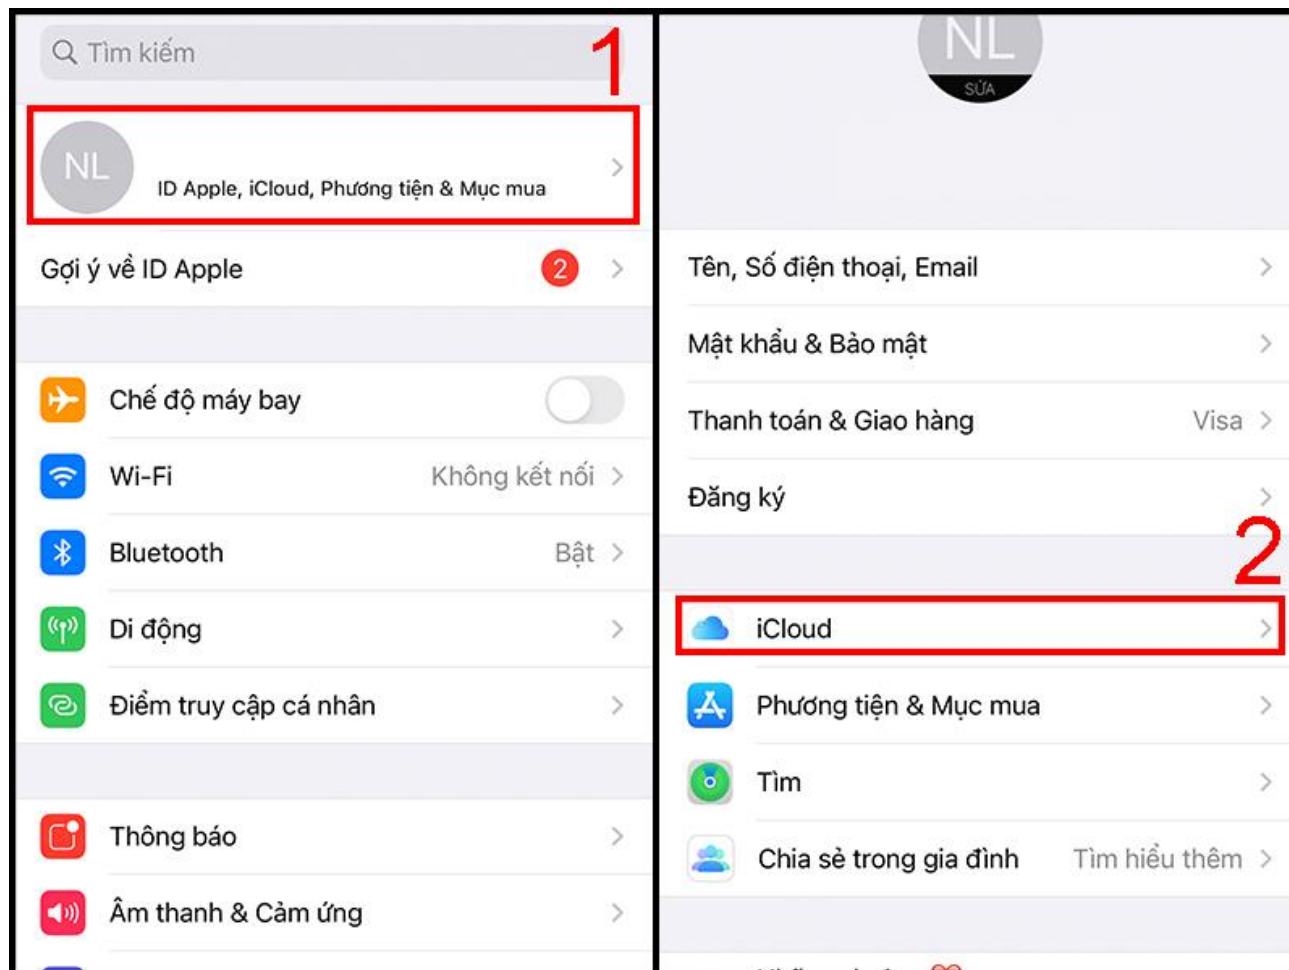 Tìm kiếm
1
NL
ID Apple, iCloud, Phương tiện & Mục mua
Gợi ý về ID Apple
2
Chế độ máy bay
Wi-Fi
Không kết nối
Bluetooth
Bật
Di động
Điểm truy cập cá nhân
Thông báo
Âm thanh & Cảm ứng
NL
SỬA
Tên, Số điện thoại, Email
Mật khẩu & Bảo mật
Thanh toán & Giao hàng
Visa
Đăng ký
2
iCloud
Phương tiện & Mục mua
Tìm
Chia sẻ trong gia đình
Tìm hiểu thêm